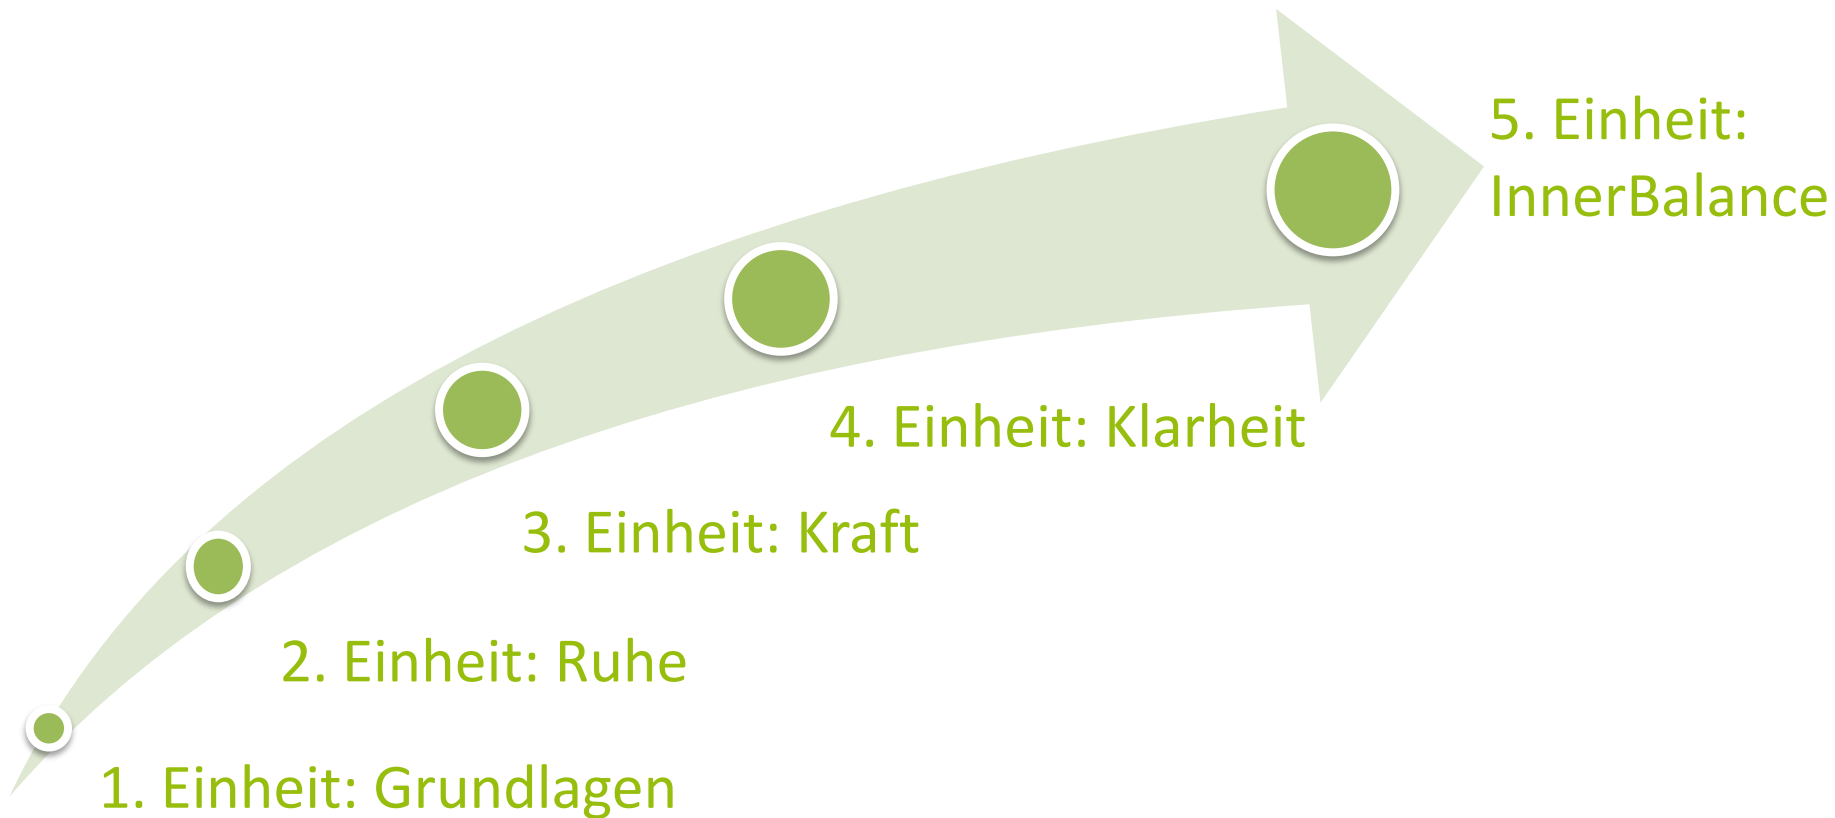 5. Einheit:
InnerBalance
4. Einheit: Klarheit
3. Einheit: Kraft
2. Einheit: Ruhe
1. Einheit: Grundlagen